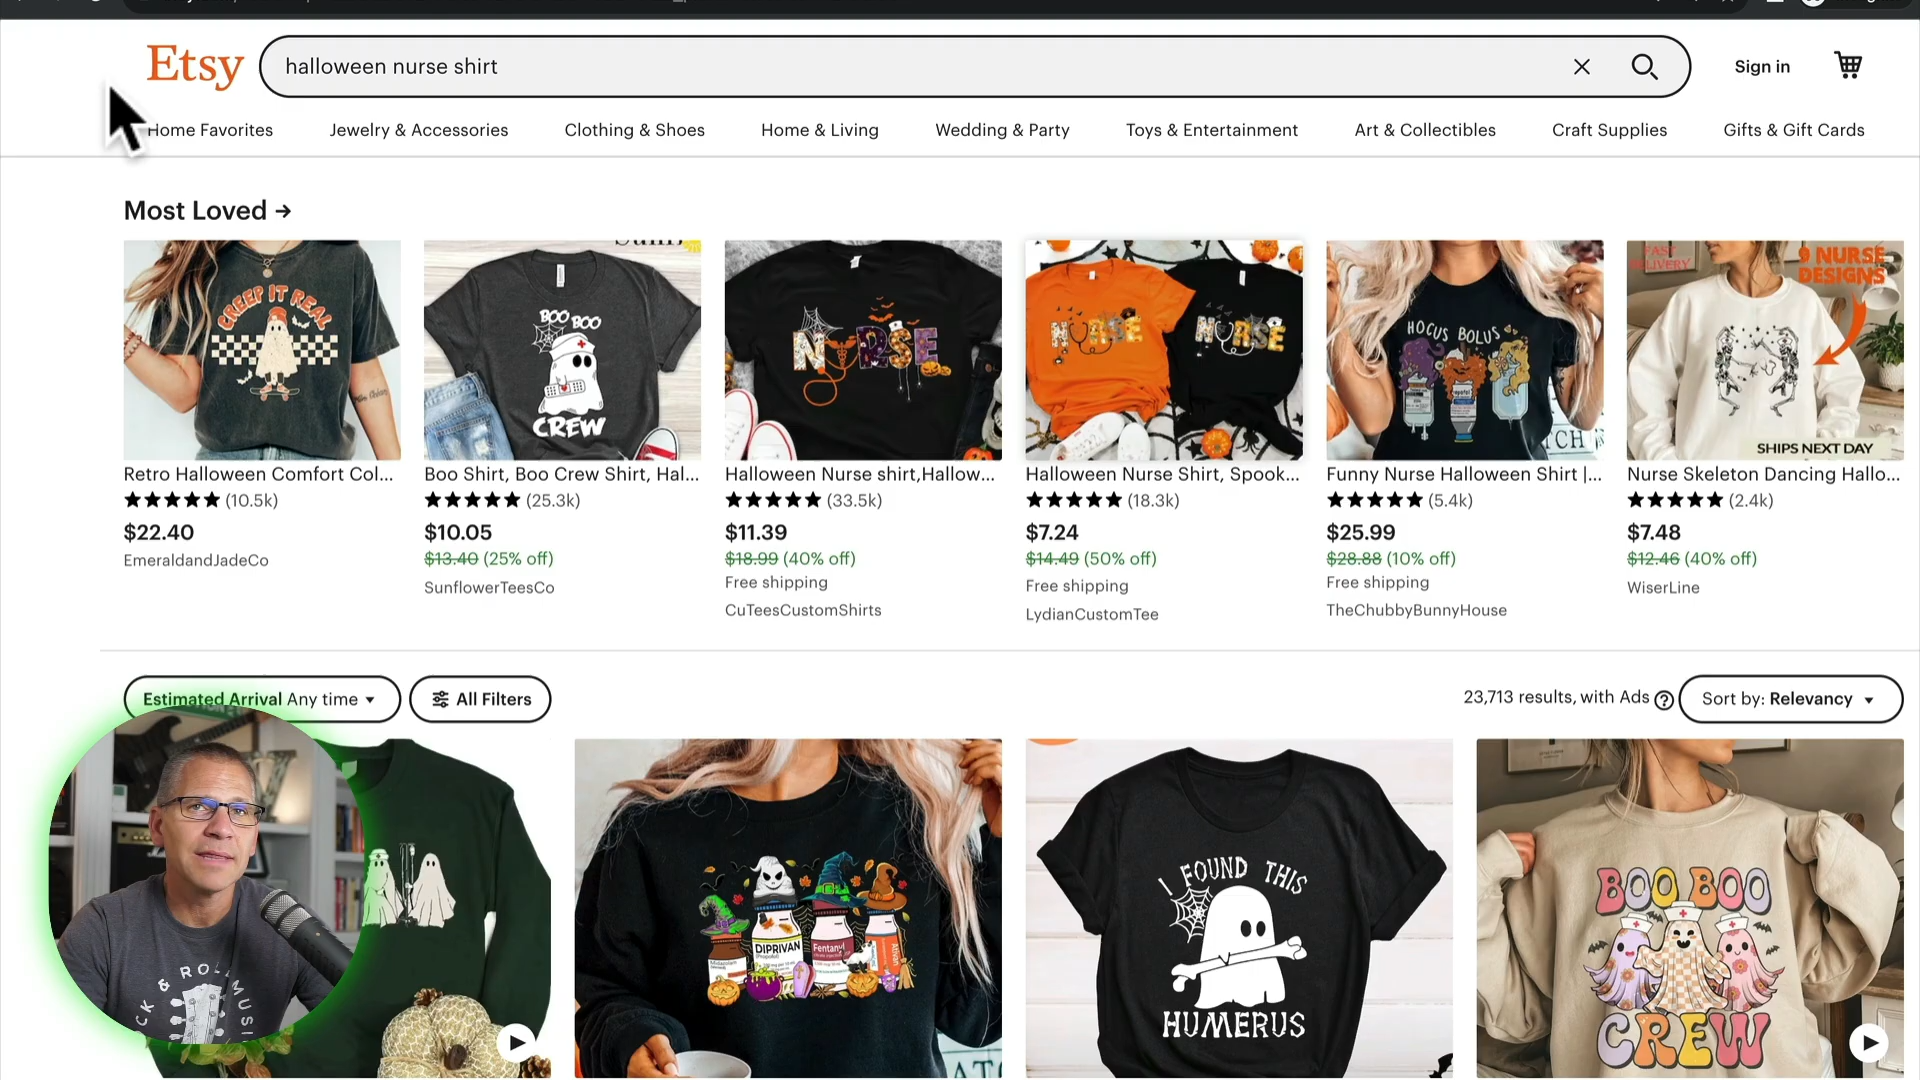 Etsy
halloween nurse shirt
Sign in
Home Favorites
Jewelry & Accessories
Clothing & Shoes
Home & Living
Wedding & Party
Toys & Entertainment
Art & Collectibles
Craft Supplies
Gifts & Gift Cards
Most Loved →
CREEP IT REAL
BOO BOO
CREW
NURSE
NURSE
NURSE
HOCUS BOLUS
FAST
DELIVERY
9 NURSE
DESIGNS
SHIPS NEXT DAY
Retro Halloween Comfort Col...
(10.5k)
$22.40
EmeraldandJadeCo
Boo Shirt, Boo Crew Shirt, Hal...
(25.3k)
$10.05
$13.40 (25% off)
SunflowerTeesCo
Halloween Nurse shirt,Hallow...
(33.5k)
$11.39
$18.99 (40% off)
Free shipping
CuTeesCustomShirts
Halloween Nurse Shirt, Spook...
(18.3k)
$7.24
$14.49 (50% off)
Free shipping
LydianCustomTee
Funny Nurse Halloween Shirt |...
(5.4k)
$25.99
$28.88 (10% off)
Free shipping
TheChubbyBunnyHouse
Nurse Skeleton Dancing Hallo...
(2.4k)
$7.48
$12.46 (40% off)
WiserLine
Estimated Arrival Any time
All Filters
23,713 results, with Ads
Sort by: Relevancy
DIPRIVAN
Fentanyl
I FOUND THIS
HUMERUS
BOO BOO
CREW
CK & ROLL MUSI